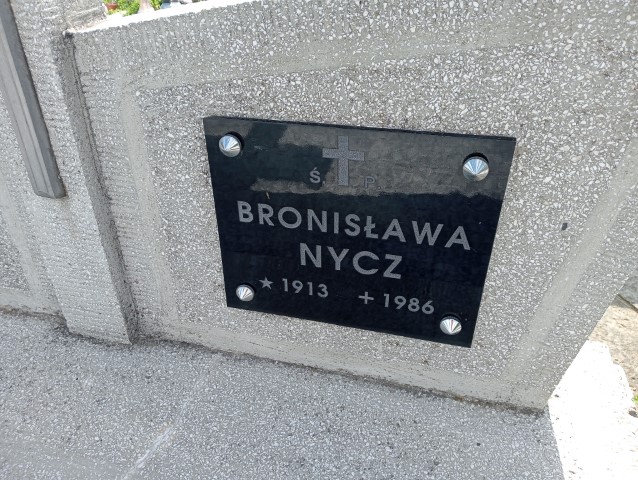 Ś P.
BRONISŁAWA
NYCZ
★ 1913 + 1986